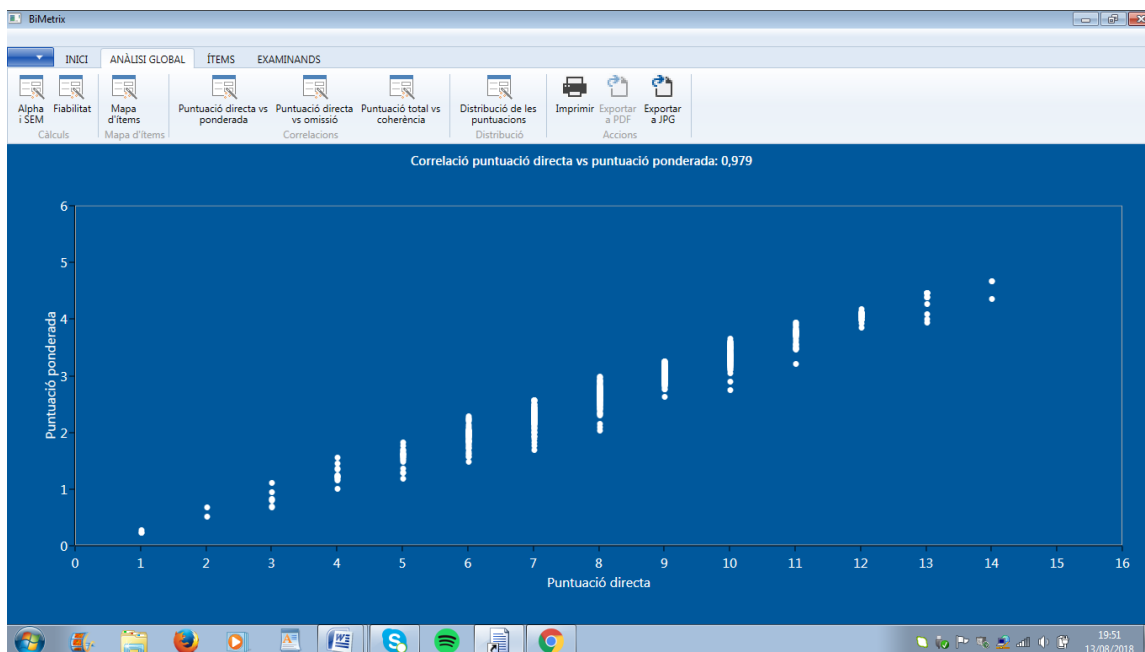 BiMetrix
INICI
ANÀLISI GLOBAL
ÍTEMS
EXAMINANDS
Alpha
i SEM
Fiabilitat
Mapa
d'ítems
Puntuació directa vs
ponderada
Puntuació directa
vs omissió
Puntuació total vs
coherència
Distribució de les
puntuacions
Imprimir
Exportar
a PDF
Exportar
a JPG
Càlculs
Mapa d'ítems
Correlacions
Distribució
Accions
Correlació puntuació directa vs puntuació ponderada: 0,979
6
5
4
3
2
1
0
Puntuació ponderada
0 1 2 3 4 5 6 7 8 9 10 11 12 13 14 15 16
Puntuació directa
19:51
13/08/2018